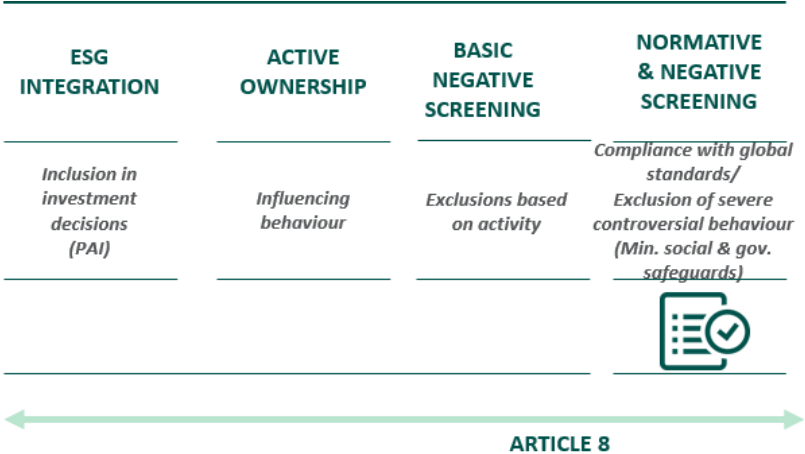 ESG
INTEGRATION
ACTIVE
OWNERSHIP
BASIC
NEGATIVE
SCREENING
NORMATIVE
& NEGATIVE
SCREENING
Inclusion in
investment
decisions
(PAI)
Influencing
behaviour
Exclusions based
on activity
Compliance with global
standards/
Exclusion of severe
controversial behaviour
(Min. social & gov.
safeguards)
ARTICLE 8